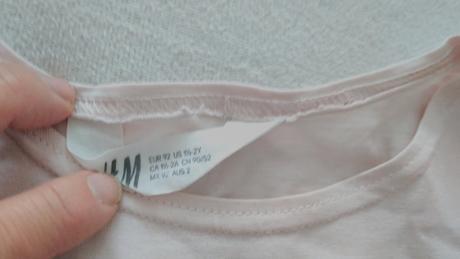 H&M
EUR 92 US 1½-2Y
CA 1½-2A CN 90/52
AUS 2